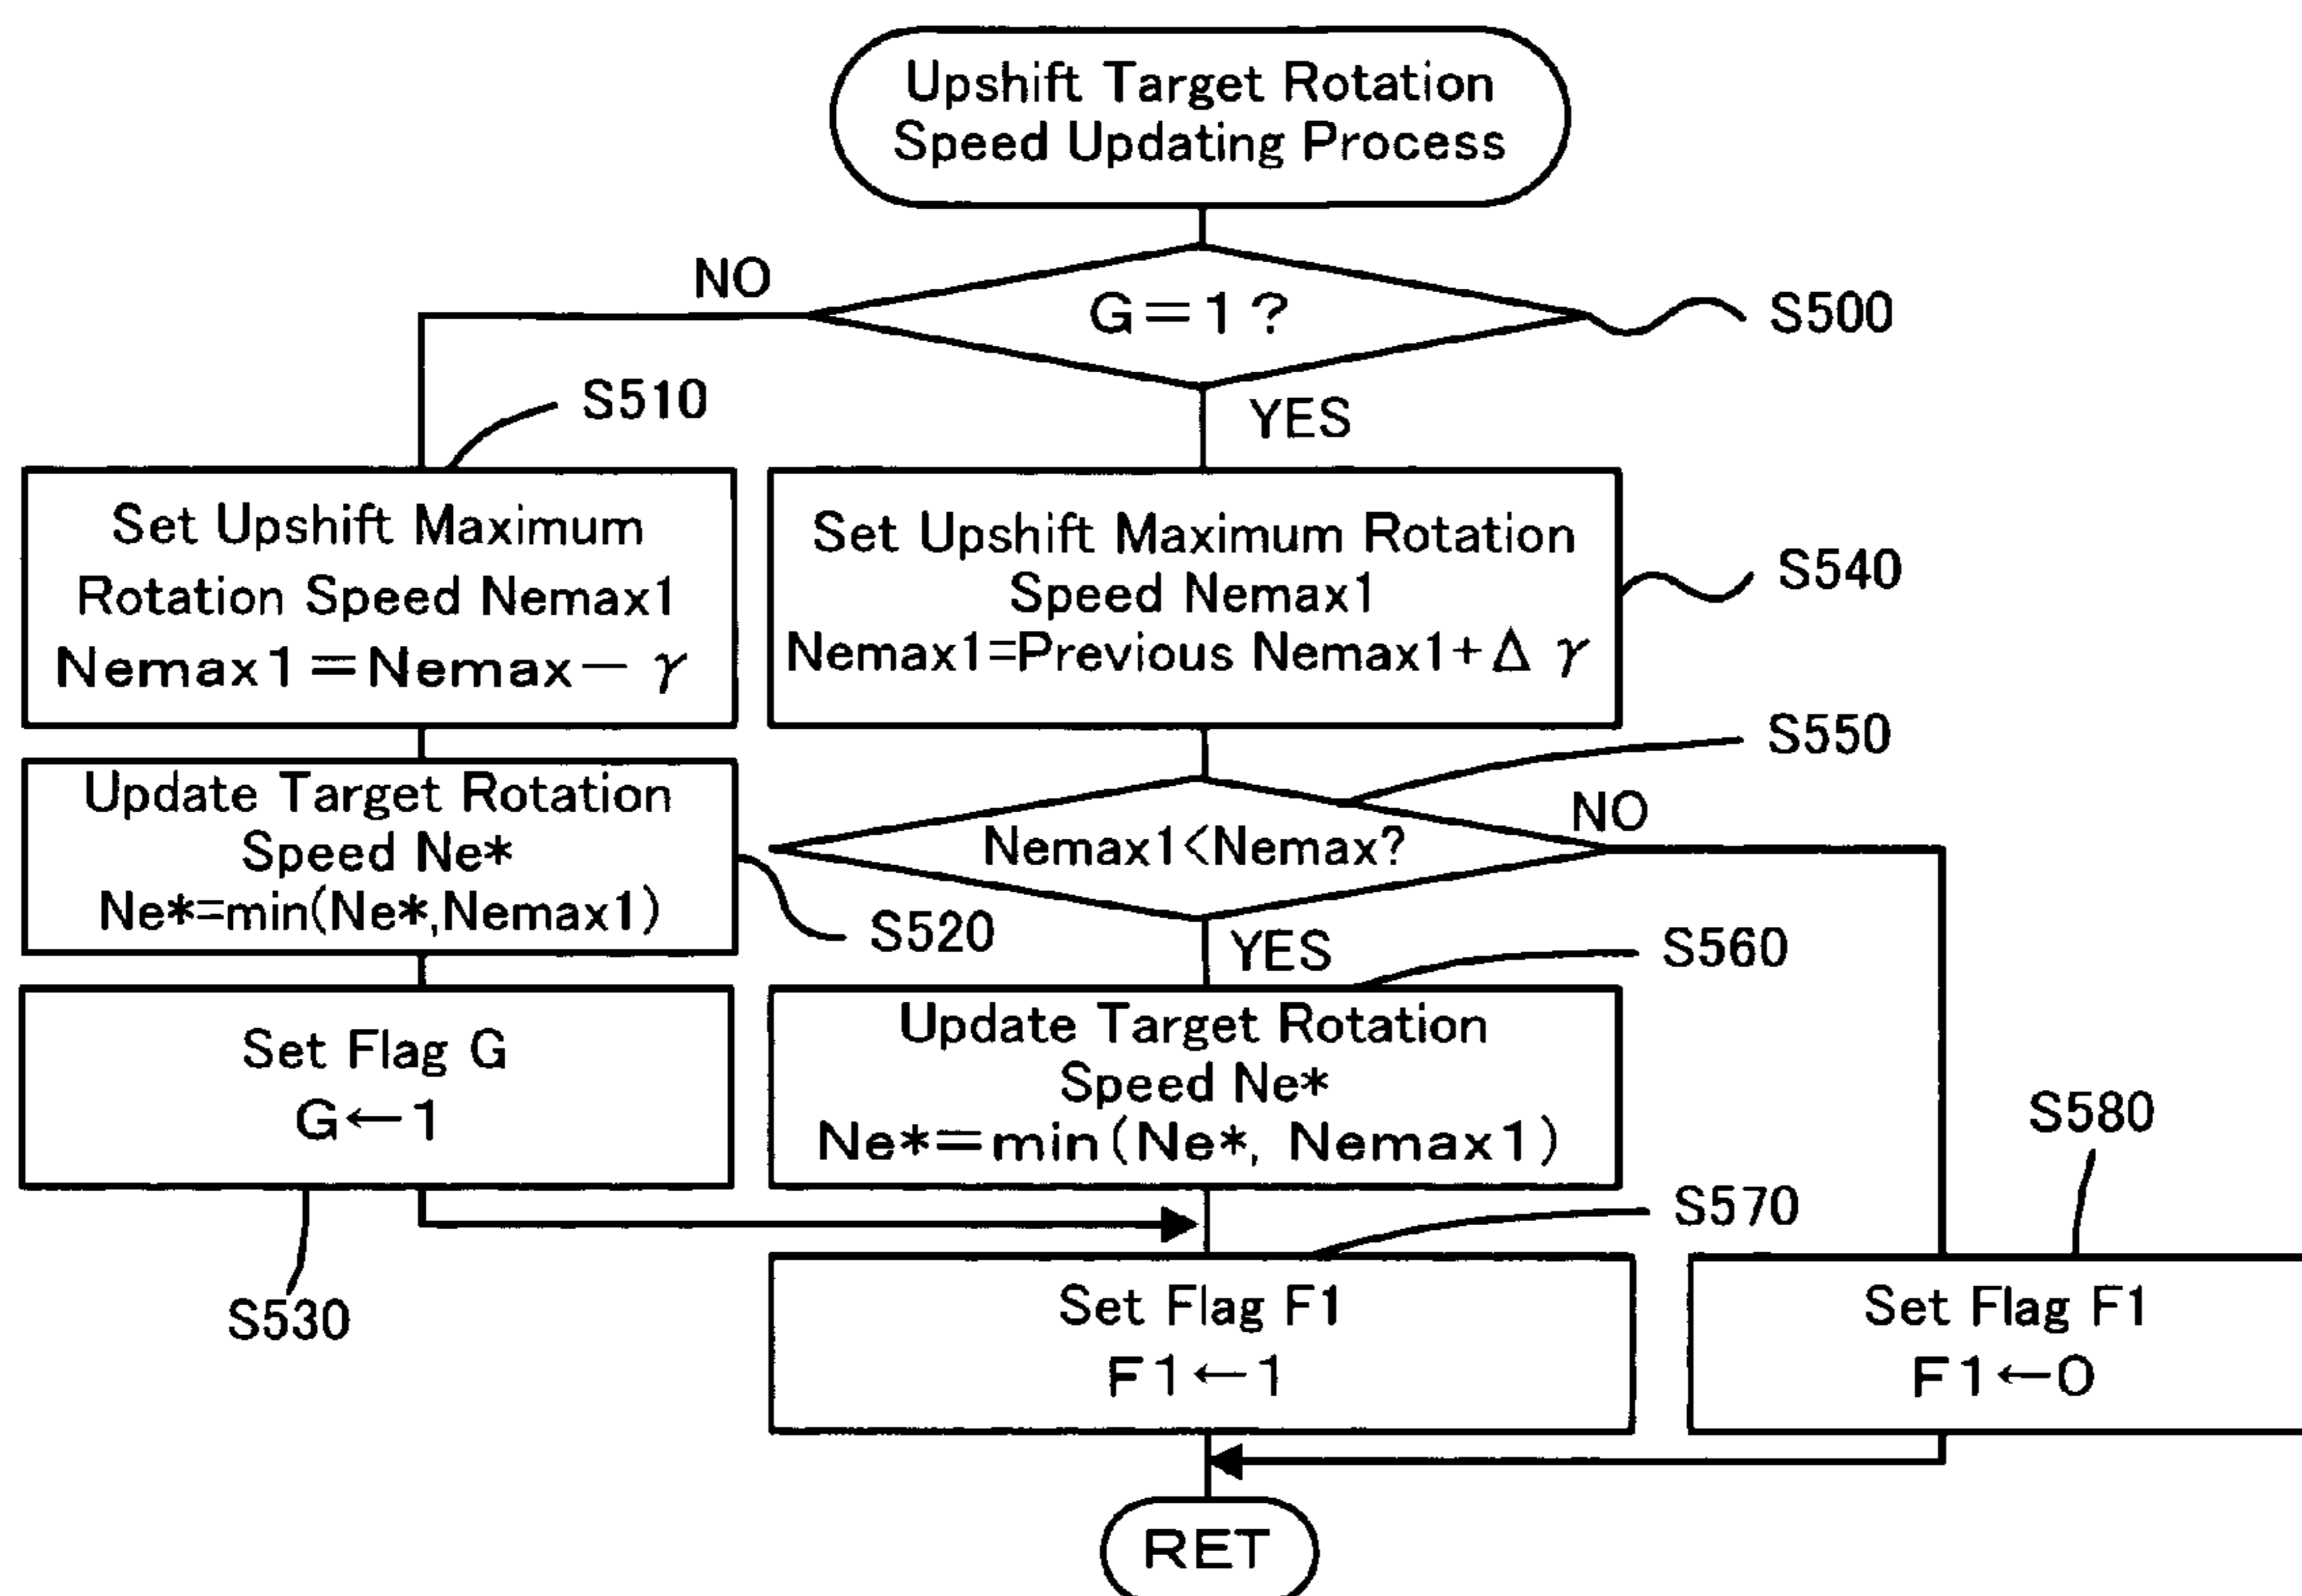 Upshift Target Rotation
Speed Updating Process
NO
G=1?
S500
S510
YES
Set Upshift Maximum
Rotation Speed Nemax1
Nemax1=Nemax-γ
Set Upshift Maximum Rotation
Speed Nemax1
Nemax1=Previous Nemax1+Δγ
S540
S550
Update Target Rotation
Speed Ne*
Ne*=min(Ne*,Nemax1)
S520
Nemax1<Nemax?
NO
YES
S560
Set Flag G
G←1
S530
Update Target Rotation
Speed Ne*
Ne*=min(Ne*, Nemax1)
S580
S570
Set Flag F1
F1←1
Set Flag F1
F1←0
RET